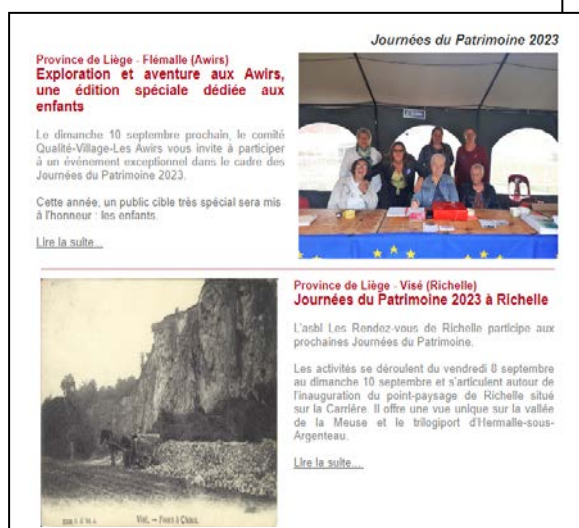 Journées du Patrimoine 2023
Province de Liège - Flémalle (Awirs)
Exploration et aventure aux Awirs,
une édition spéciale dédiée aux
enfants
Le dimanche 10 septembre prochain, le comité
Qualité-Village-Les Awirs vous invite à participer
à un événement exceptionnel dans le cadre des
Journées du Patrimoine 2023.
Cette année, un public cible très spécial sera mis
à l'honneur : les enfants.
Lire la suite...
Province de Liège - Visé (Richelle)
Journées du Patrimoine 2023 à Richelle
L'asbl Les Rendez-vous de Richelle participe aux
prochaines Journées du Patrimoine.
Les activités se déroulent du vendredi 8 septembre
au dimanche 10 septembre et s'articulent autour de
l'inauguration du point-paysage de Richelle situé
sur la Carrière. Il offre une vue unique sur la vallée
de la Meuse et le trilogiport d'Hermalle-sous-
Argenteau.
Lire la suite...
Visé. — Fours à Chaux.